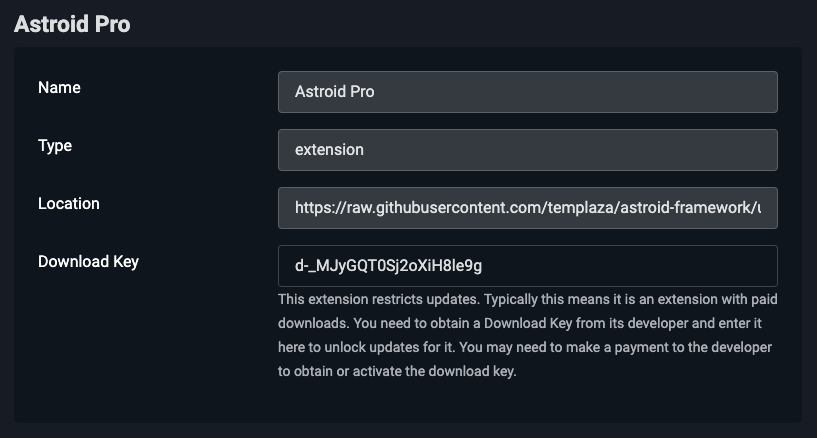 Astroid Pro
Name
Astroid Pro
Type
extension
Location
https://raw.githubusercontent.com/templaza/astroid-framework/u
Download Key
d-_MJyGQT0Sj2oXiH8le9g
This extension restricts updates. Typically this means it is an extension with paid
downloads. You need to obtain a Download Key from its developer and enter it
here to unlock updates for it. You may need to make a payment to the developer
to obtain or activate the download key.